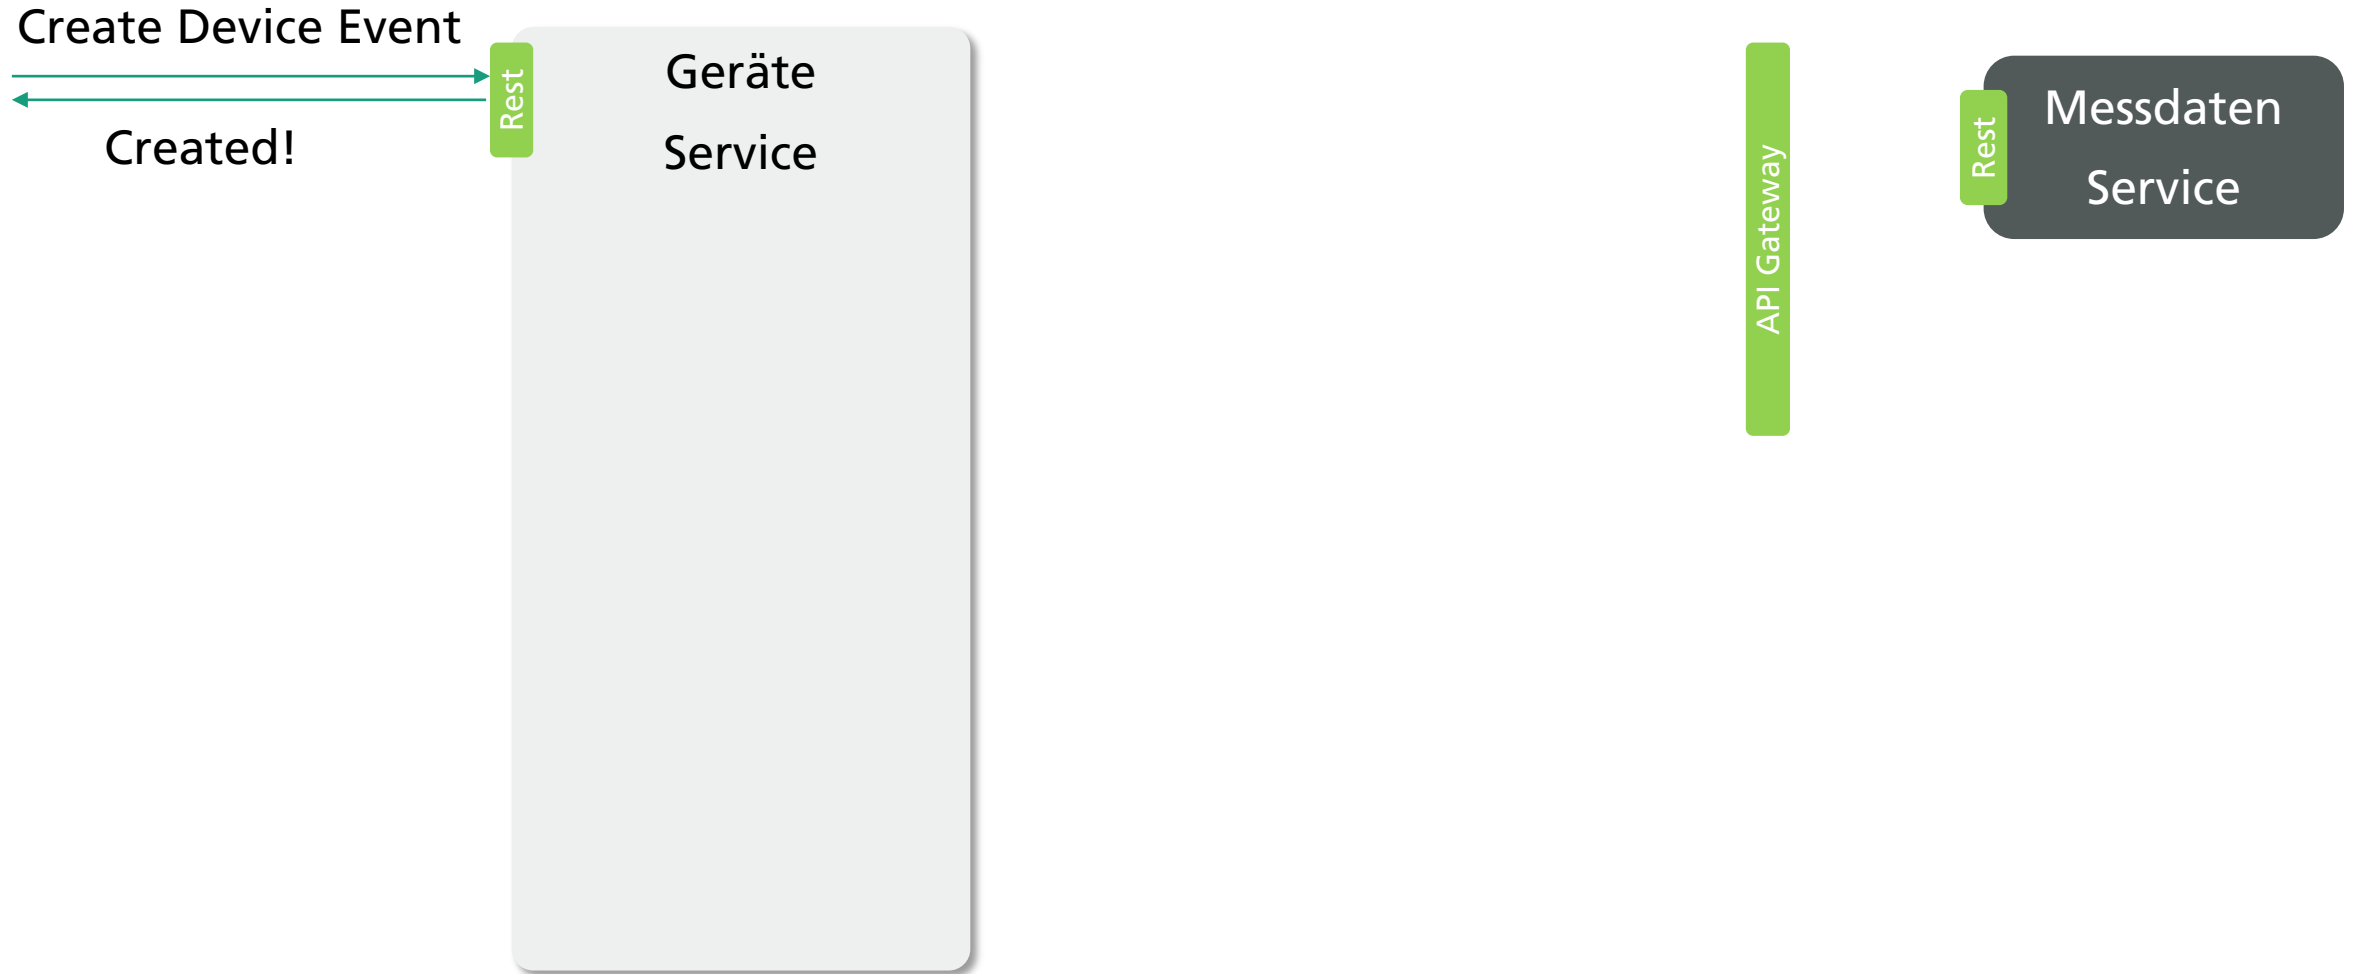 Create Device Event
Created!
Rest
Geräte
Service
API Gateway
Rest
Messdaten
Service